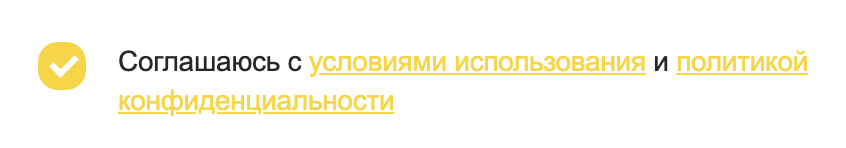 Соглашаюсь с условиями использования и политикой
конфиденциальности